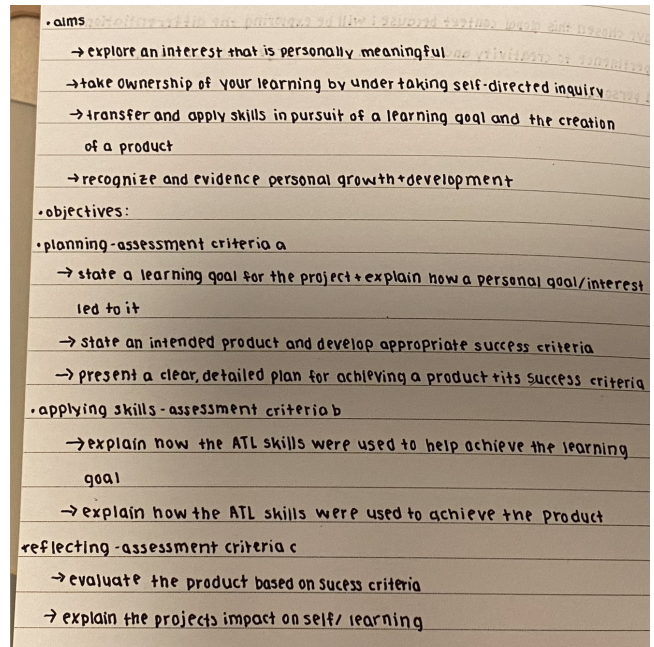 • aims
→ explore an interest that is personally meaningful
→ take ownership of your learning by under taking self-directed inquiry
→ transfer and apply skills in pursuit of a learning goal and the creation
of a product
→ recognize and evidence personal growth + development
• objectives:
• planning - assessment criteria a
→ state a learning goal for the project + explain how a personal goal/interest
led to it
→ state an intended product and develop appropriate success criteria
→ present a clear, detailed plan for achieving a product + its success criteria
• applying skills - assessment criteria b
→ explain how the ATL skills were used to help achieve the learning
goal
→ explain how the ATL skills were used to achieve the product
reflecting - assessment criteria c
→ evaluate the product based on sucess criteria
→ explain the projects impact on self/ learning